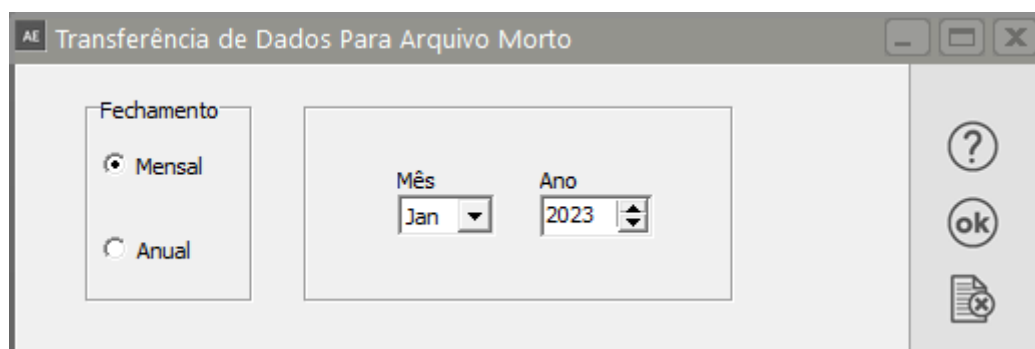 AE Transferência de Dados Para Arquivo Morto
Fechamento
Mensal
Anual
Mês
Ano
Jan
2023
?
ok